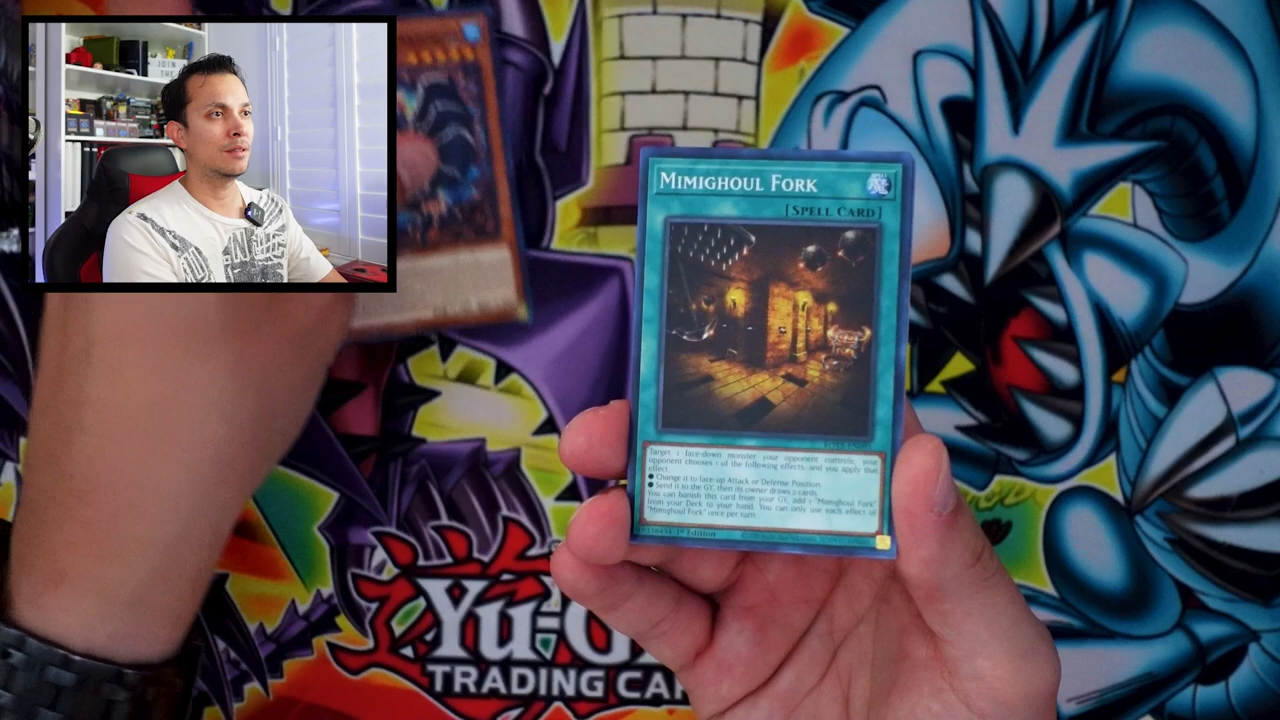 JOIN
THE
MIMIGHOUL FORK
SPELL
[SPELL CARD]
Target 1 face-down monster your opponent controls; your
opponent chooses 1 of the following effects, and you apply that
effect.
● Change it to face-up Attack or Defense Position.
● Send it to the GY, then its owner draws 2 cards.
You can banish this card from your GY; add 1 "Mimighoul Fork"
from your Deck to your hand. You can only use each effect of
"Mimighoul Fork" once per turn.
1st Edition
YU-G
TRADING CAR